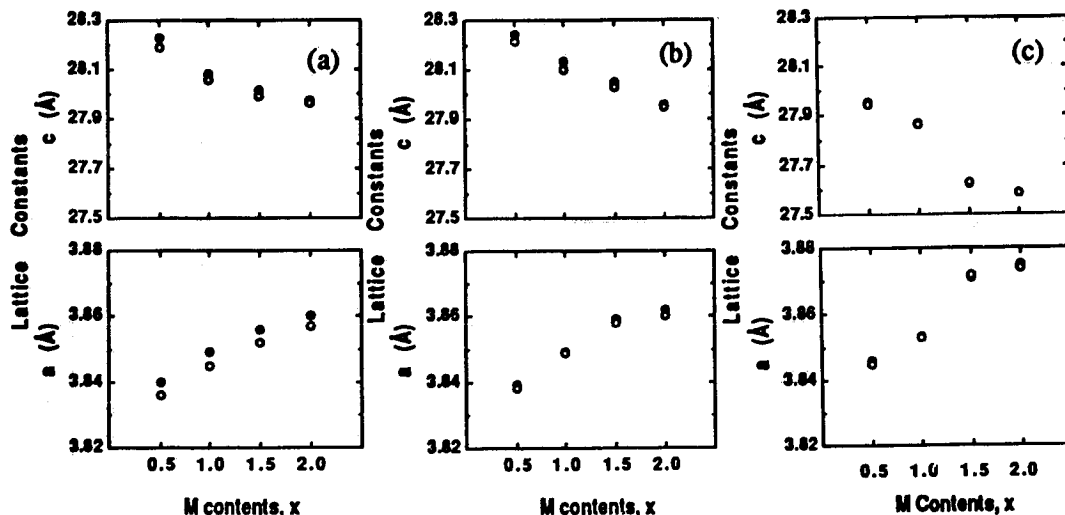 28.3
28.1
27.9
27.7
27.5
3.88
3.86
3.84
3.82
Lattice Constants
a (Å) c (Å)
0.5 1.0 1.5 2.0
M contents, x
(a)
28.3
28.1
27.9
27.7
27.5
3.88
3.86
3.84
3.82
Lattice Constants
a (Å) c (Å)
0.5 1.0 1.5 2.0
M contents, x
(b)
28.3
28.1
27.9
27.7
27.5
3.88
3.86
3.84
3.82
Lattice Constants
a (Å) c (Å)
0.5 1.0 1.5 2.0
M Contents, x
(c)